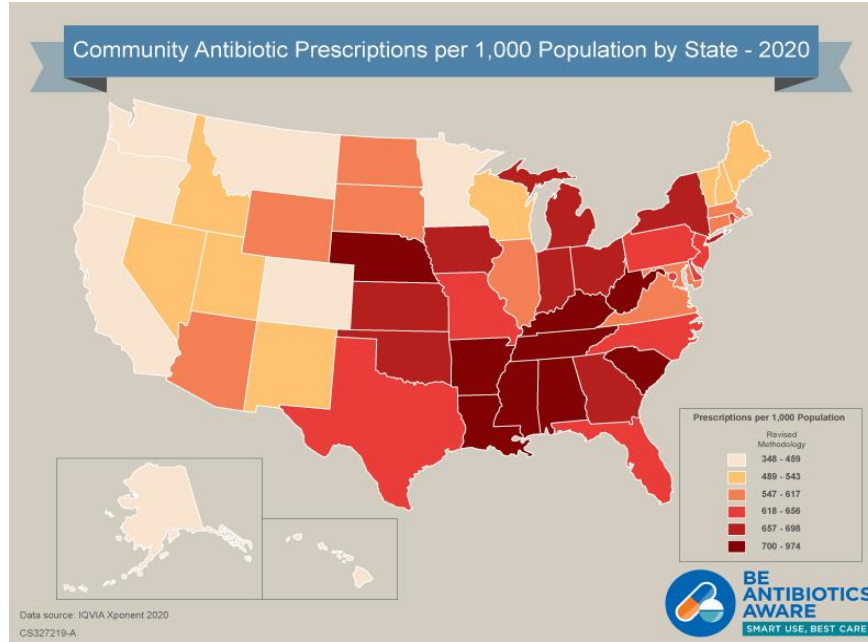 Community Antibiotic Prescriptions per 1,000 Population by State - 2020
Prescriptions per 1,000 Population
Revised
Methodology
348 - 459
489 - 543
547 - 617
618 - 656
657 - 698
700 - 974
Data source: IQVIA Xponent 2020
CS327219-A
BE
ANTIBIOTICS
AWARE
SMART USE, BEST CARE